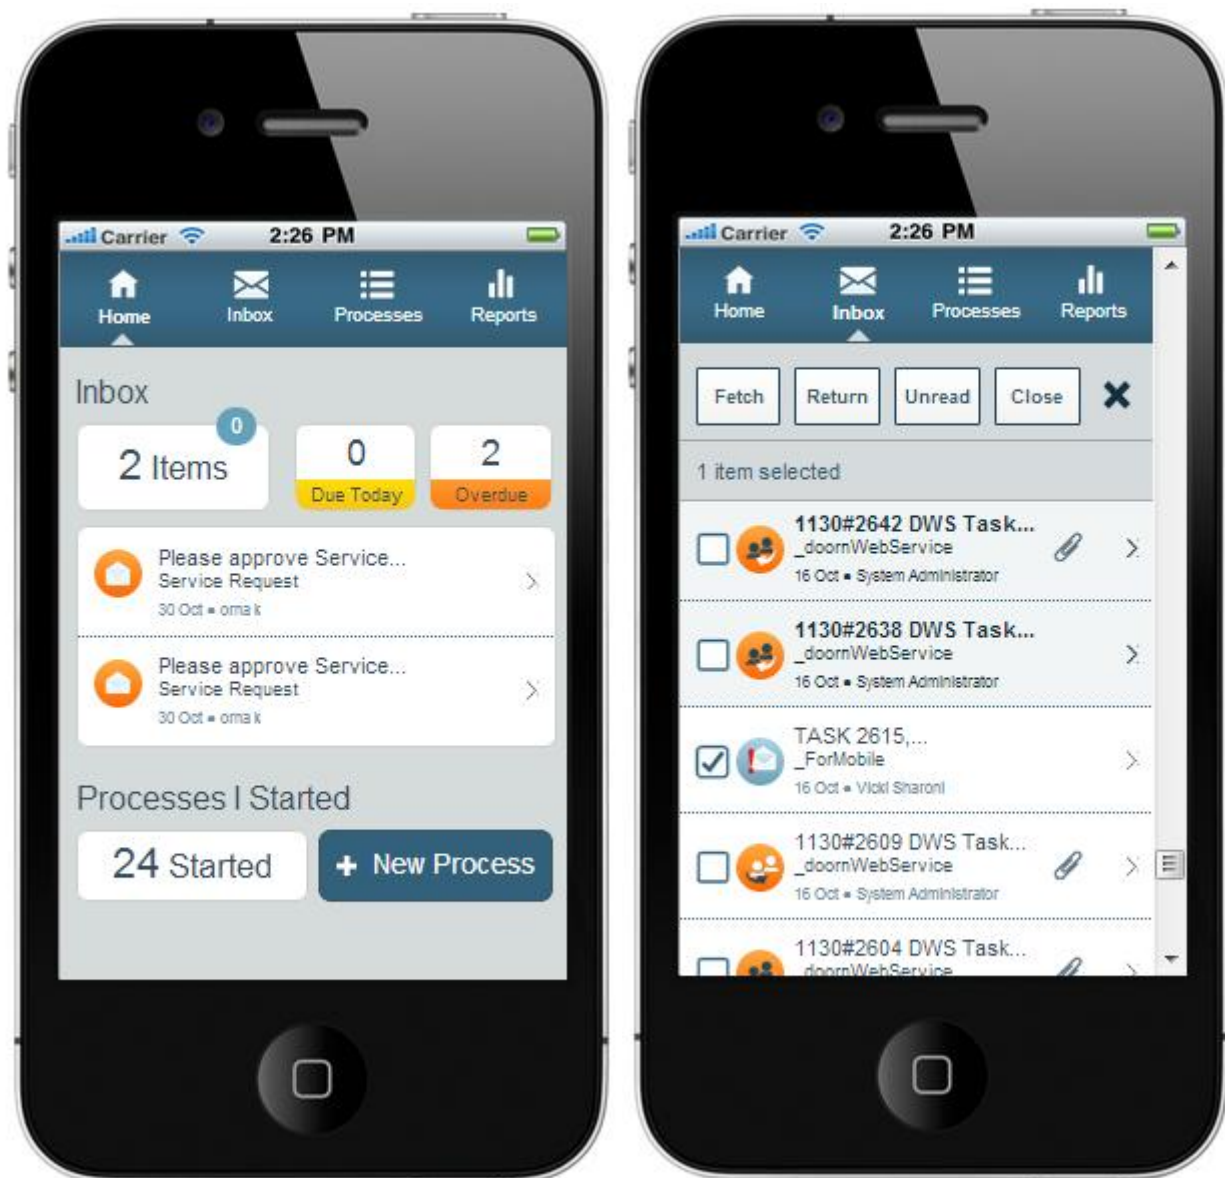 Carrier
2:26 PM
Home
Inbox
Processes
Reports
Inbox
0
2 Items
0
Due Today
2
Overdue
Please approve Service...
Service Request
30 Oct ▪ orna k
Please approve Service...
Service Request
30 Oct ▪ orna k
Processes I Started
24 Started
+ New Process
Carrier
2:26 PM
Home
Inbox
Processes
Reports
Fetch
Return
Unread
Close
1 item selected
1130#2642 DWS Task...
_doornWebService
16 Oct ▪ System Administrator
1130#2638 DWS Task...
_doornWebService
16 Oct ▪ System Administrator
TASK 2615,...
_ForMobile
16 Oct ▪ Vicki Sharoni
1130#2609 DWS Task...
_doornWebService
16 Oct ▪ System Administrator
1130#2604 DWS Task...
_doornWebService